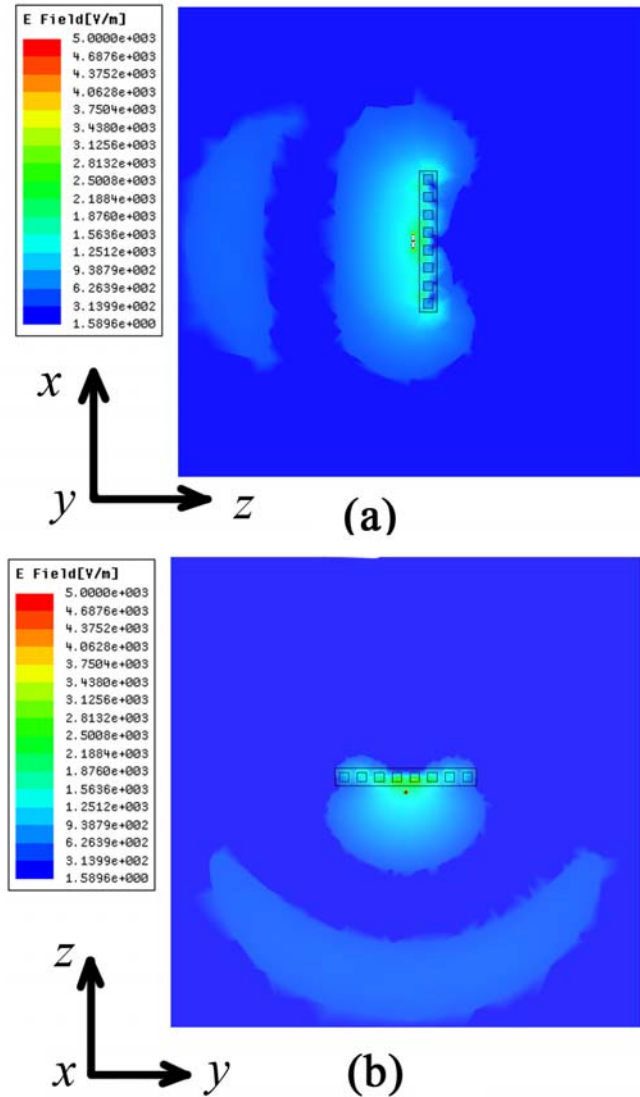 E Field[V/m]
5.0000e+003
4.6876e+003
4.3752e+003
4.0628e+003
3.7504e+003
3.4380e+003
3.1256e+003
2.8132e+003
2.5008e+003
2.1884e+003
1.8760e+003
1.5636e+003
1.2512e+003
9.3879e+002
6.2639e+002
3.1399e+002
1.5896e+000
x
y
z
(a)
E Field[V/m]
5.0000e+003
4.6876e+003
4.3752e+003
4.0628e+003
3.7504e+003
3.4380e+003
3.1256e+003
2.8132e+003
2.5008e+003
2.1884e+003
1.8760e+003
1.5636e+003
1.2512e+003
9.3879e+002
6.2639e+002
3.1399e+002
1.5896e+000
z
x
y
(b)